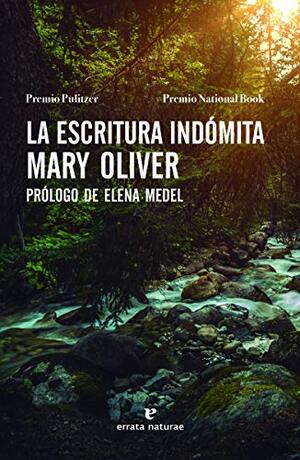 Premio Pulitzer Premio National Book
LA ESCRITURA INDÓMITA
MARY OLIVER
PRÓLOGO DE ELENA MEDEL
e
errata naturae